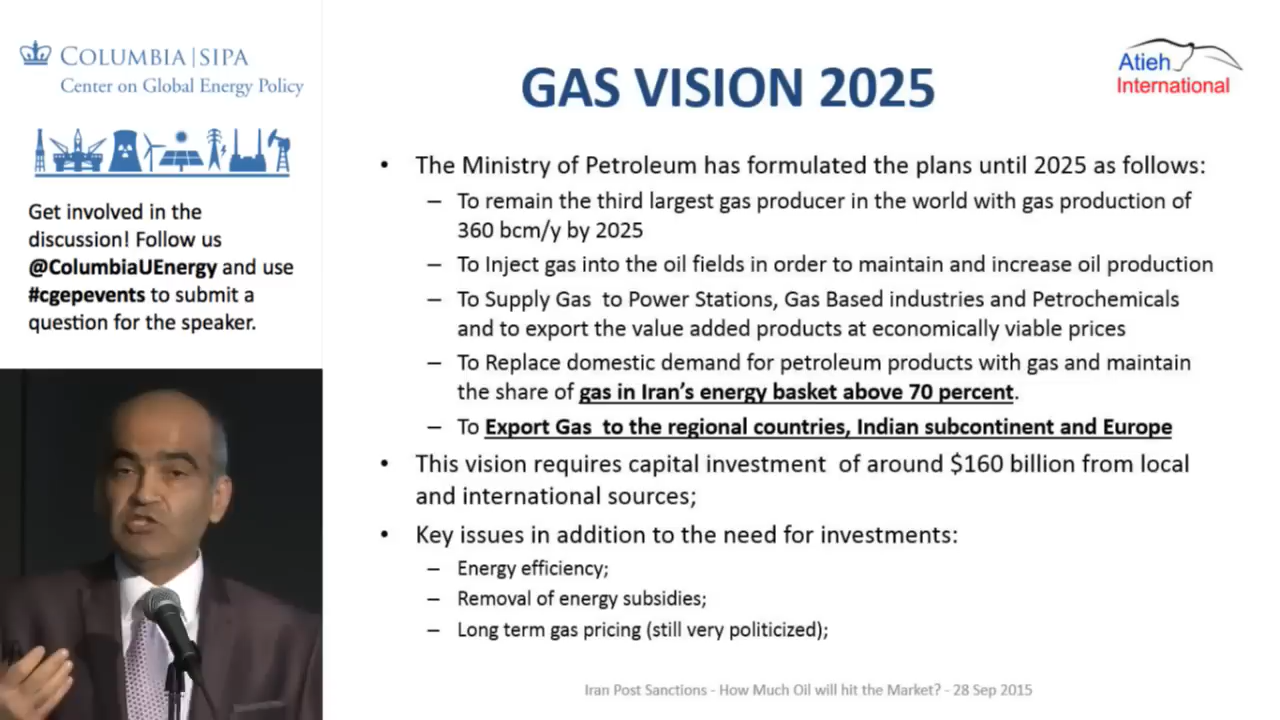 COLUMBIA|SIPA
Center on Global Energy Policy
Get involved in the
discussion! Follow us
@ColumbiaUEnergy and use
#cgepevents to submit a
question for the speaker.
Atieh
International
GAS VISION 2025
• The Ministry of Petroleum has formulated the plans until 2025 as follows:
– To remain the third largest gas producer in the world with gas production of
360 bcm/y by 2025
– To Inject gas into the oil fields in order to maintain and increase oil production
– To Supply Gas to Power Stations, Gas Based industries and Petrochemicals
and to export the value added products at economically viable prices
– To Replace domestic demand for petroleum products with gas and maintain
the share of gas in Iran's energy basket above 70 percent.
– To Export Gas to the regional countries, Indian subcontinent and Europe
• This vision requires capital investment of around $160 billion from local
and international sources;
• Key issues in addition to the need for investments:
– Energy efficiency;
– Removal of energy subsidies;
– Long term gas pricing (still very politicized);
Iran Post Sanctions - How Much Oil will hit the Market? - 28 Sep 2015